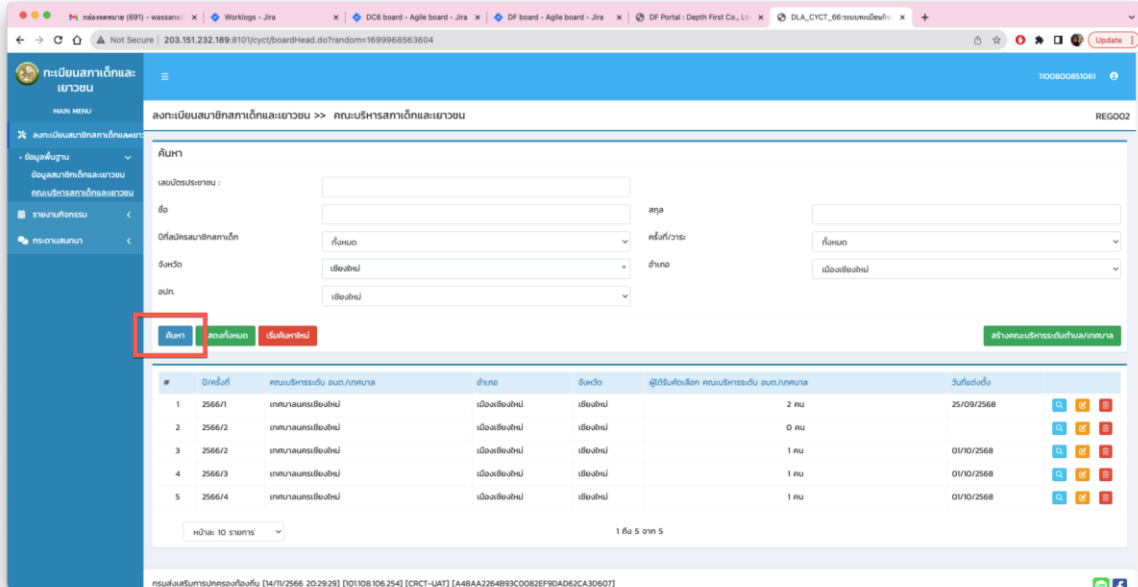 กล่องจดหมาย (691) - wassana
Worklogs - Jira
DC6 board - Agile board - Jira
DF board - Agile board - Jira
DF Portal : Depth First Co., Lt
DLA_CYCT_66:ระบบทะเบียน
Not Secure | 203.151.232.189:8101/cyct/boardHead.do?random=1699968563604
Update
ทะเบียนสภาเด็กและ
เยาวชน
1100800851061
MAIN MENU
ลงทะเบียนสมาชิกสภาเด็กและเยาวชน >> คณะบริหารสภาเด็กและเยาวชน
REG002
ลงทะเบียนสมาชิกสภาเด็กและเยาว
ข้อมูลพื้นฐาน
ข้อมูลสมาชิกเด็กและเยาวชน
คณะบริหารสภาเด็กและเยาวชน
รายงานกิจกรรม
กระดานสนทนา
ค้นหา
เลขบัตรประชาชน :
ชื่อ
สกุล
ปีที่สมัครสมาชิกสภาเด็ก ทั้งหมด ครั้งที่/วาระ ทั้งหมด
จังหวัด เชียงใหม่ อำเภอ เมืองเชียงใหม่
อปท. เชียงใหม่
ค้นหา สดงทั้งหมด เริ่มค้นหาใหม่ สร้างคณะบริหารระดับตำบล/เทศบาล
# ปี/ครั้งที่ คณะบริหารระดับ อบต./เทศบาล อำเภอ จังหวัด ผู้ได้รับคัดเลือก คณะบริหารระดับ อบต./เทศบาล วันที่แต่งตั้ง
1 2566/1 เทศบาลนครเชียงใหม่ เมืองเชียงใหม่ เชียงใหม่ 2 คน 25/09/2568
2 2566/2 เทศบาลนครเชียงใหม่ เมืองเชียงใหม่ เชียงใหม่ 0 คน
3 2566/2 เทศบาลนครเชียงใหม่ เมืองเชียงใหม่ เชียงใหม่ 1 คน 01/10/2568
4 2566/3 เทศบาลนครเชียงใหม่ เมืองเชียงใหม่ เชียงใหม่ 1 คน 01/10/2568
5 2566/4 เทศบาลนครเชียงใหม่ เมืองเชียงใหม่ เชียงใหม่ 1 คน 01/10/2568
หน้าละ 10 รายการ 1 ถึง 5 จาก 5
กรมส่งเสริมการปกครองท้องถิ่น [14/11/2566 20:29:29] [101.108.106.254] [CRCT-UAT] [A48AA2264B93C0082EF9DAD62CA3D607]